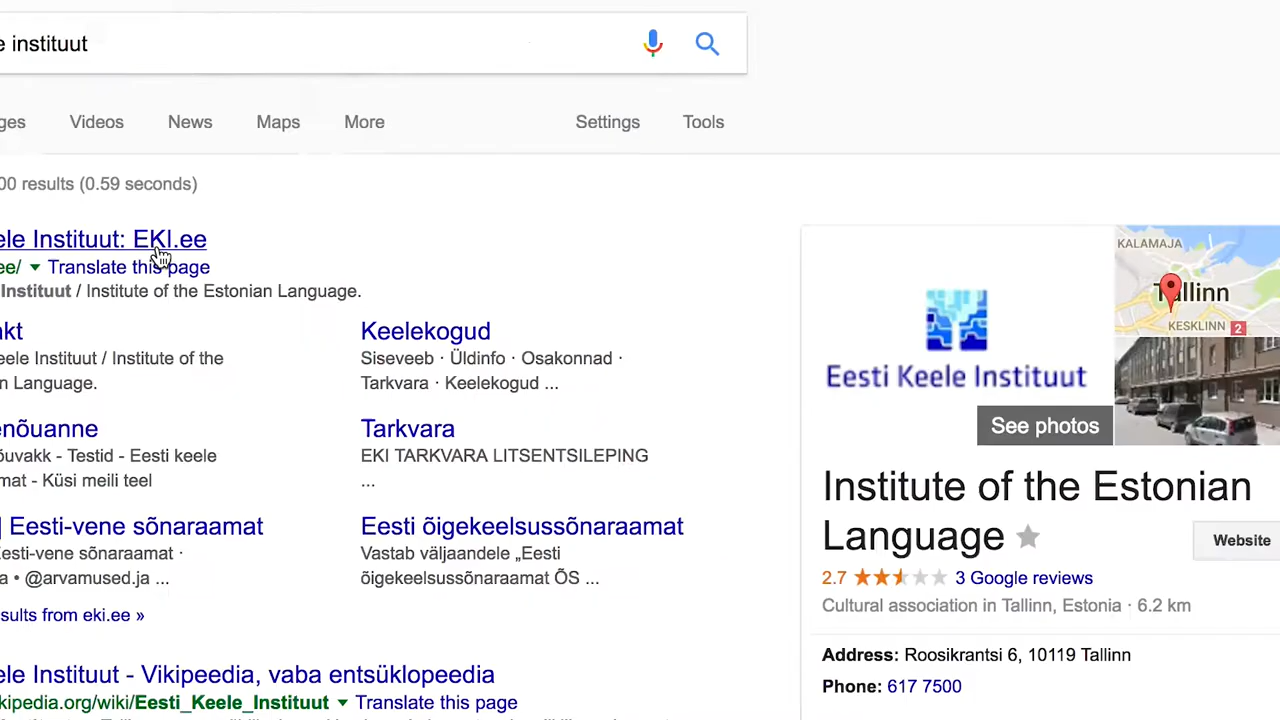 e instituut
ges Videos News Maps More Settings Tools
00 results (0.59 seconds)
ele Instituut: EKI.ee
ee/ Translate this page
Instituut / Institute of the Estonian Language.
akt
eele Instituut / Institute of the
n Language.
Keelekogud
Siseveeb · Üldinfo · Osakonnad ·
Tarkvara · Keelekogud ...
enõuanne
õuvakk - Testid - Eesti keele
mat - Küsi meili teel
Tarkvara
EKI TARKVARA LITSENTSILEPING
...
] Eesti-vene sõnaraamat
Eesti-vene sõnaraamat ·
a • @arvamused.ja ...
Eesti õigekeelsussõnaraamat
Vastab väljaandele „Eesti
õigekeelsussõnaraamat ÕS ...
sults from eki.ee »
ele Instituut - Vikipeedia, vaba entsüklopeedia
kipedia.org/wiki/Eesti_Keele_Instituut Translate this page
Eesti Keele Instituut
See photos
KALAMAJA
Tallinn
KESKLINN 2
Institute of the Estonian
Language
Website
2.7 3 Google reviews
Cultural association in Tallinn, Estonia · 6.2 km
Address: Roosikrantsi 6, 10119 Tallinn
Phone: 617 7500